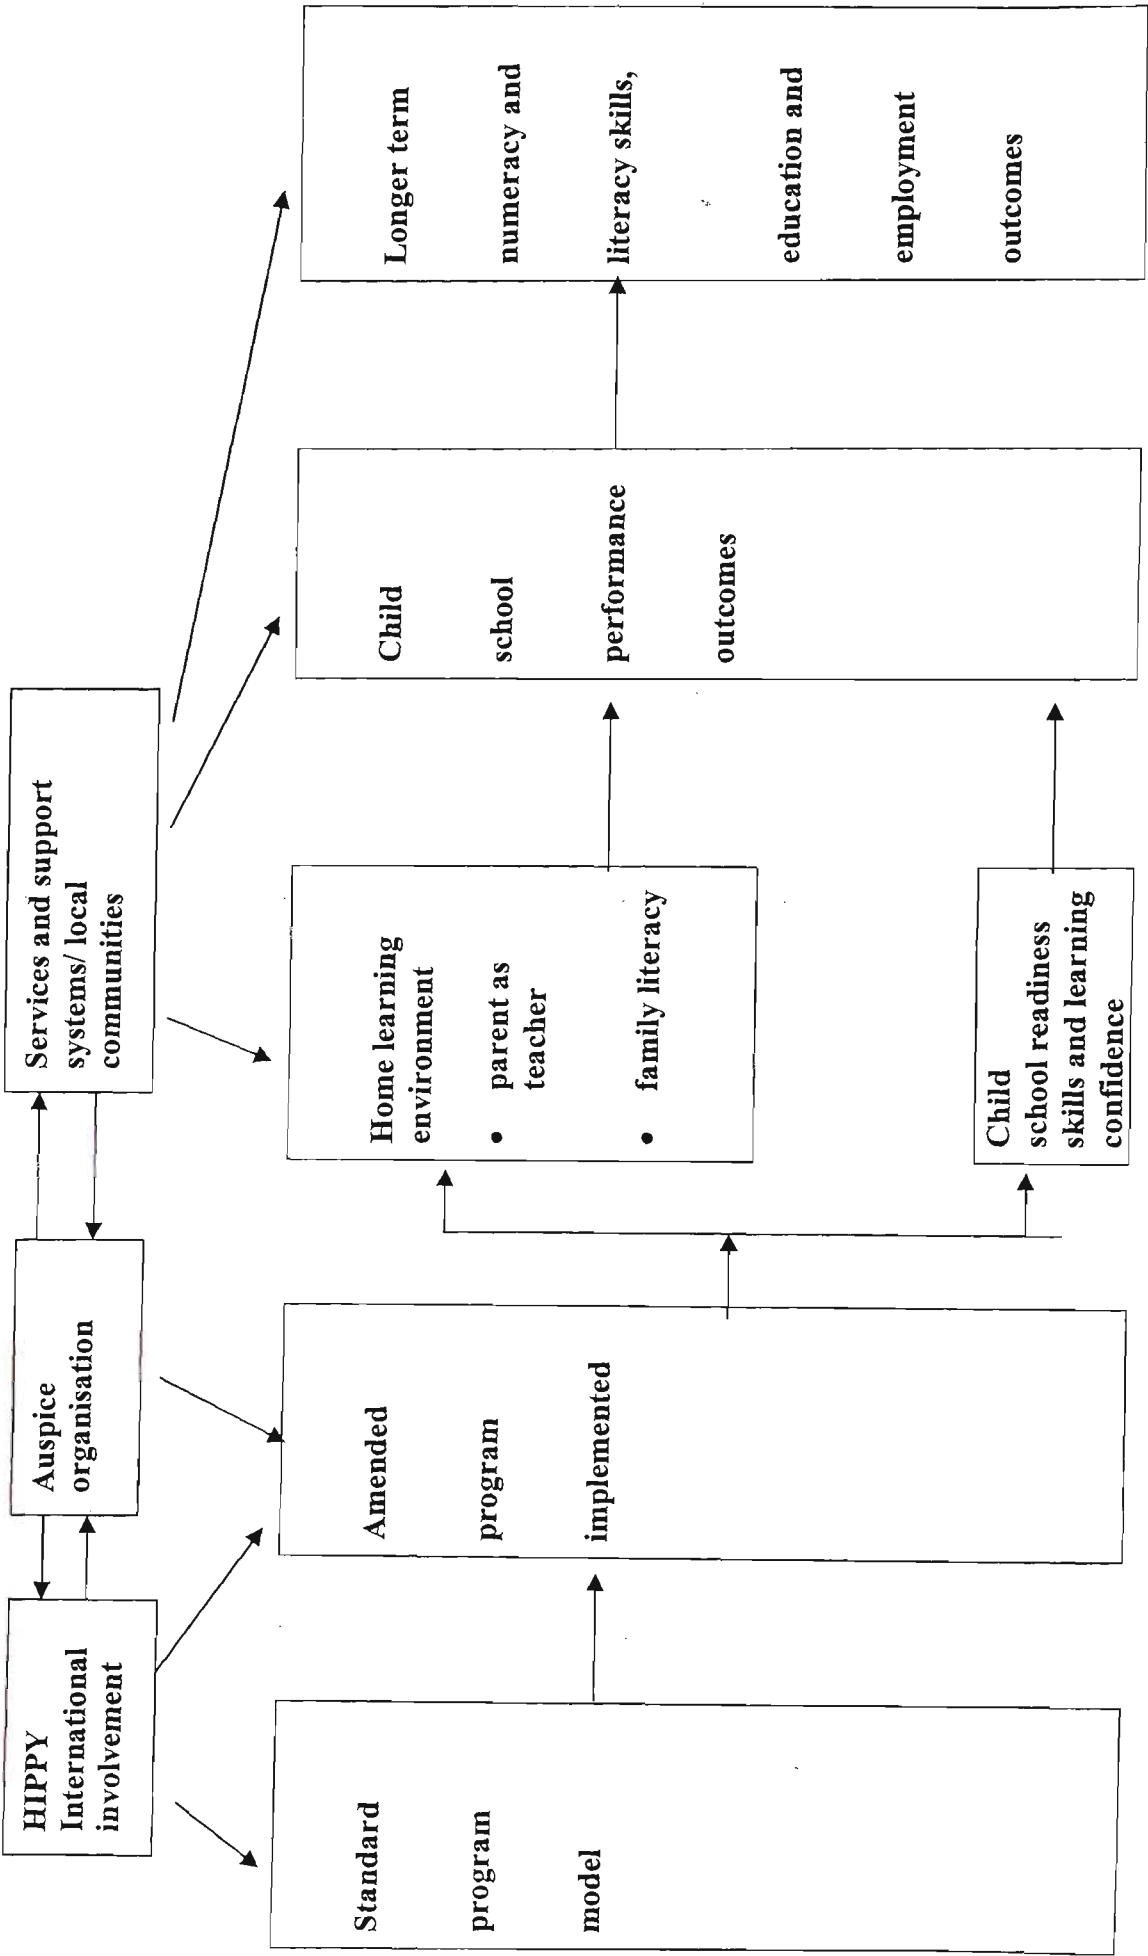 HIPPY
International
involvement
Auspice
organisation
Services and support
systems/ local
communities
Standard
program
model
Amended
program
implemented
Home learning
environment
• parent as
teacher
• family literacy
Child
school readiness
skills and learning
confidence
Child
school
performance
outcomes
Longer term
numeracy and
literacy skills,
education and
employment
outcomes